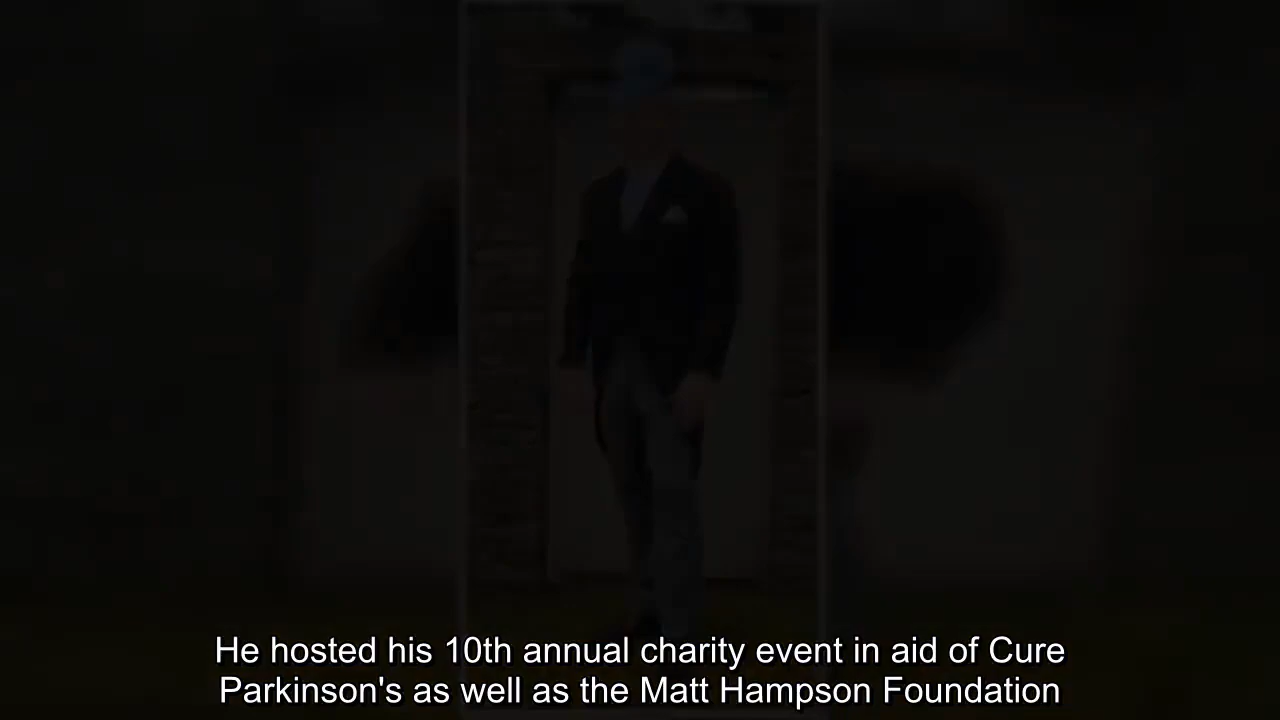 He hosted his 10th annual charity event in aid of Cure
Parkinson's as well as the Matt Hampson Foundation